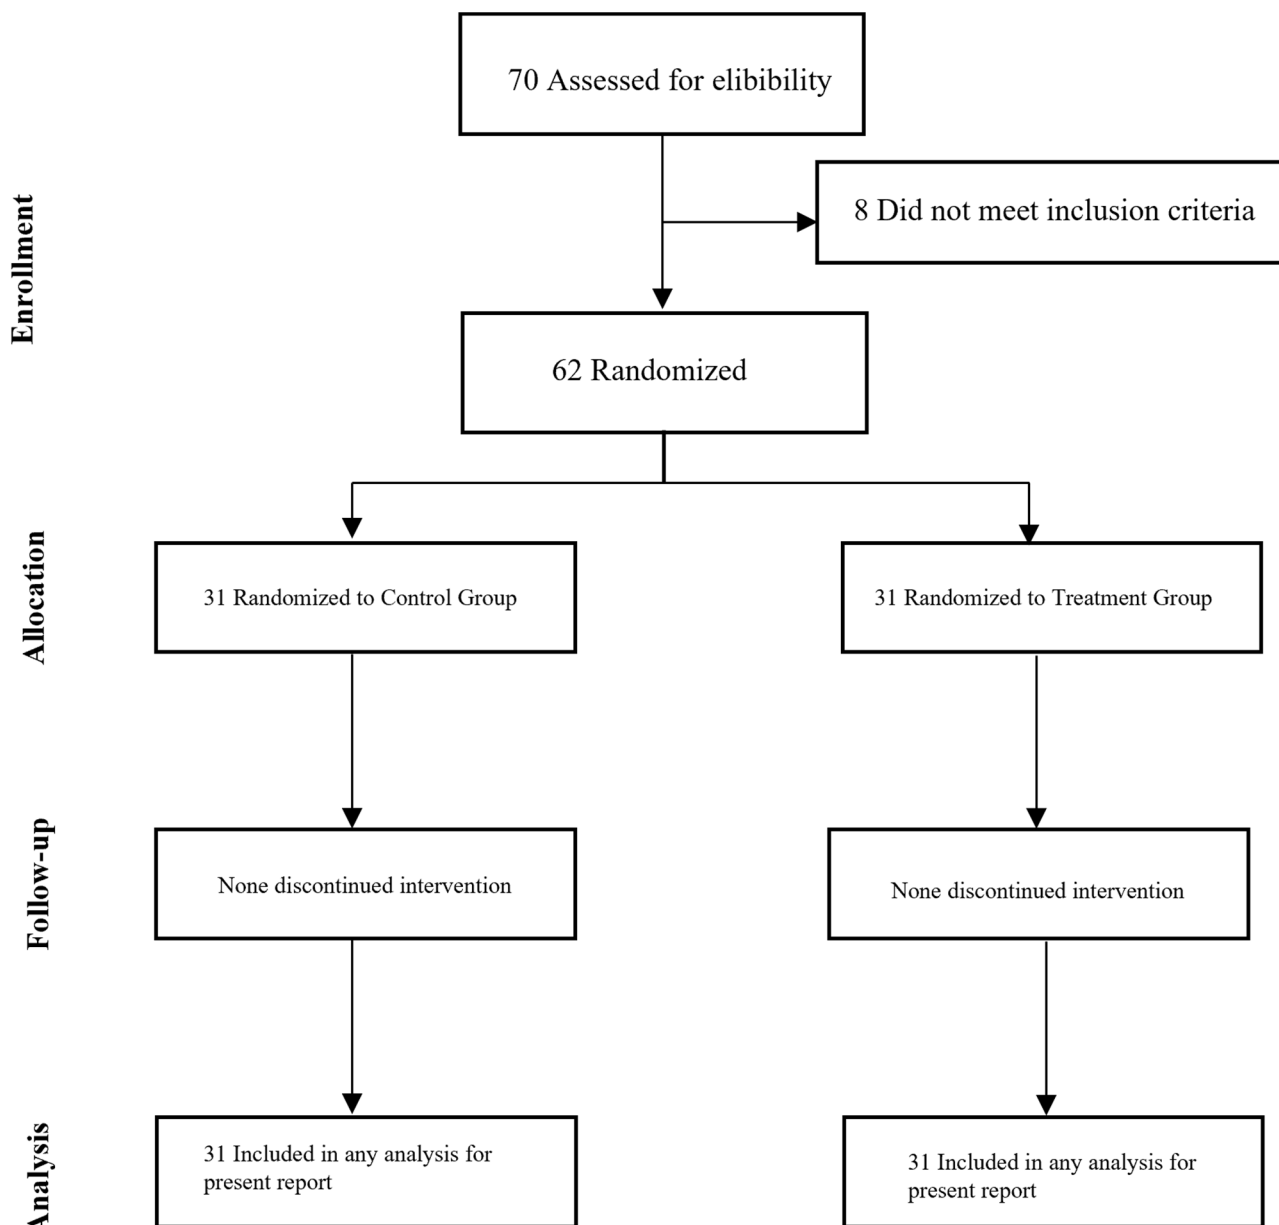 70 Assessed for elibibility
8 Did not meet inclusion criteria
Enrollment
62 Randomized
Allocation
31 Randomized to Control Group
31 Randomized to Treatment Group
Follow-up
None discontinued intervention
None discontinued intervention
Analysis
31 Included in any analysis for
present report
31 Included in any analysis for
present report